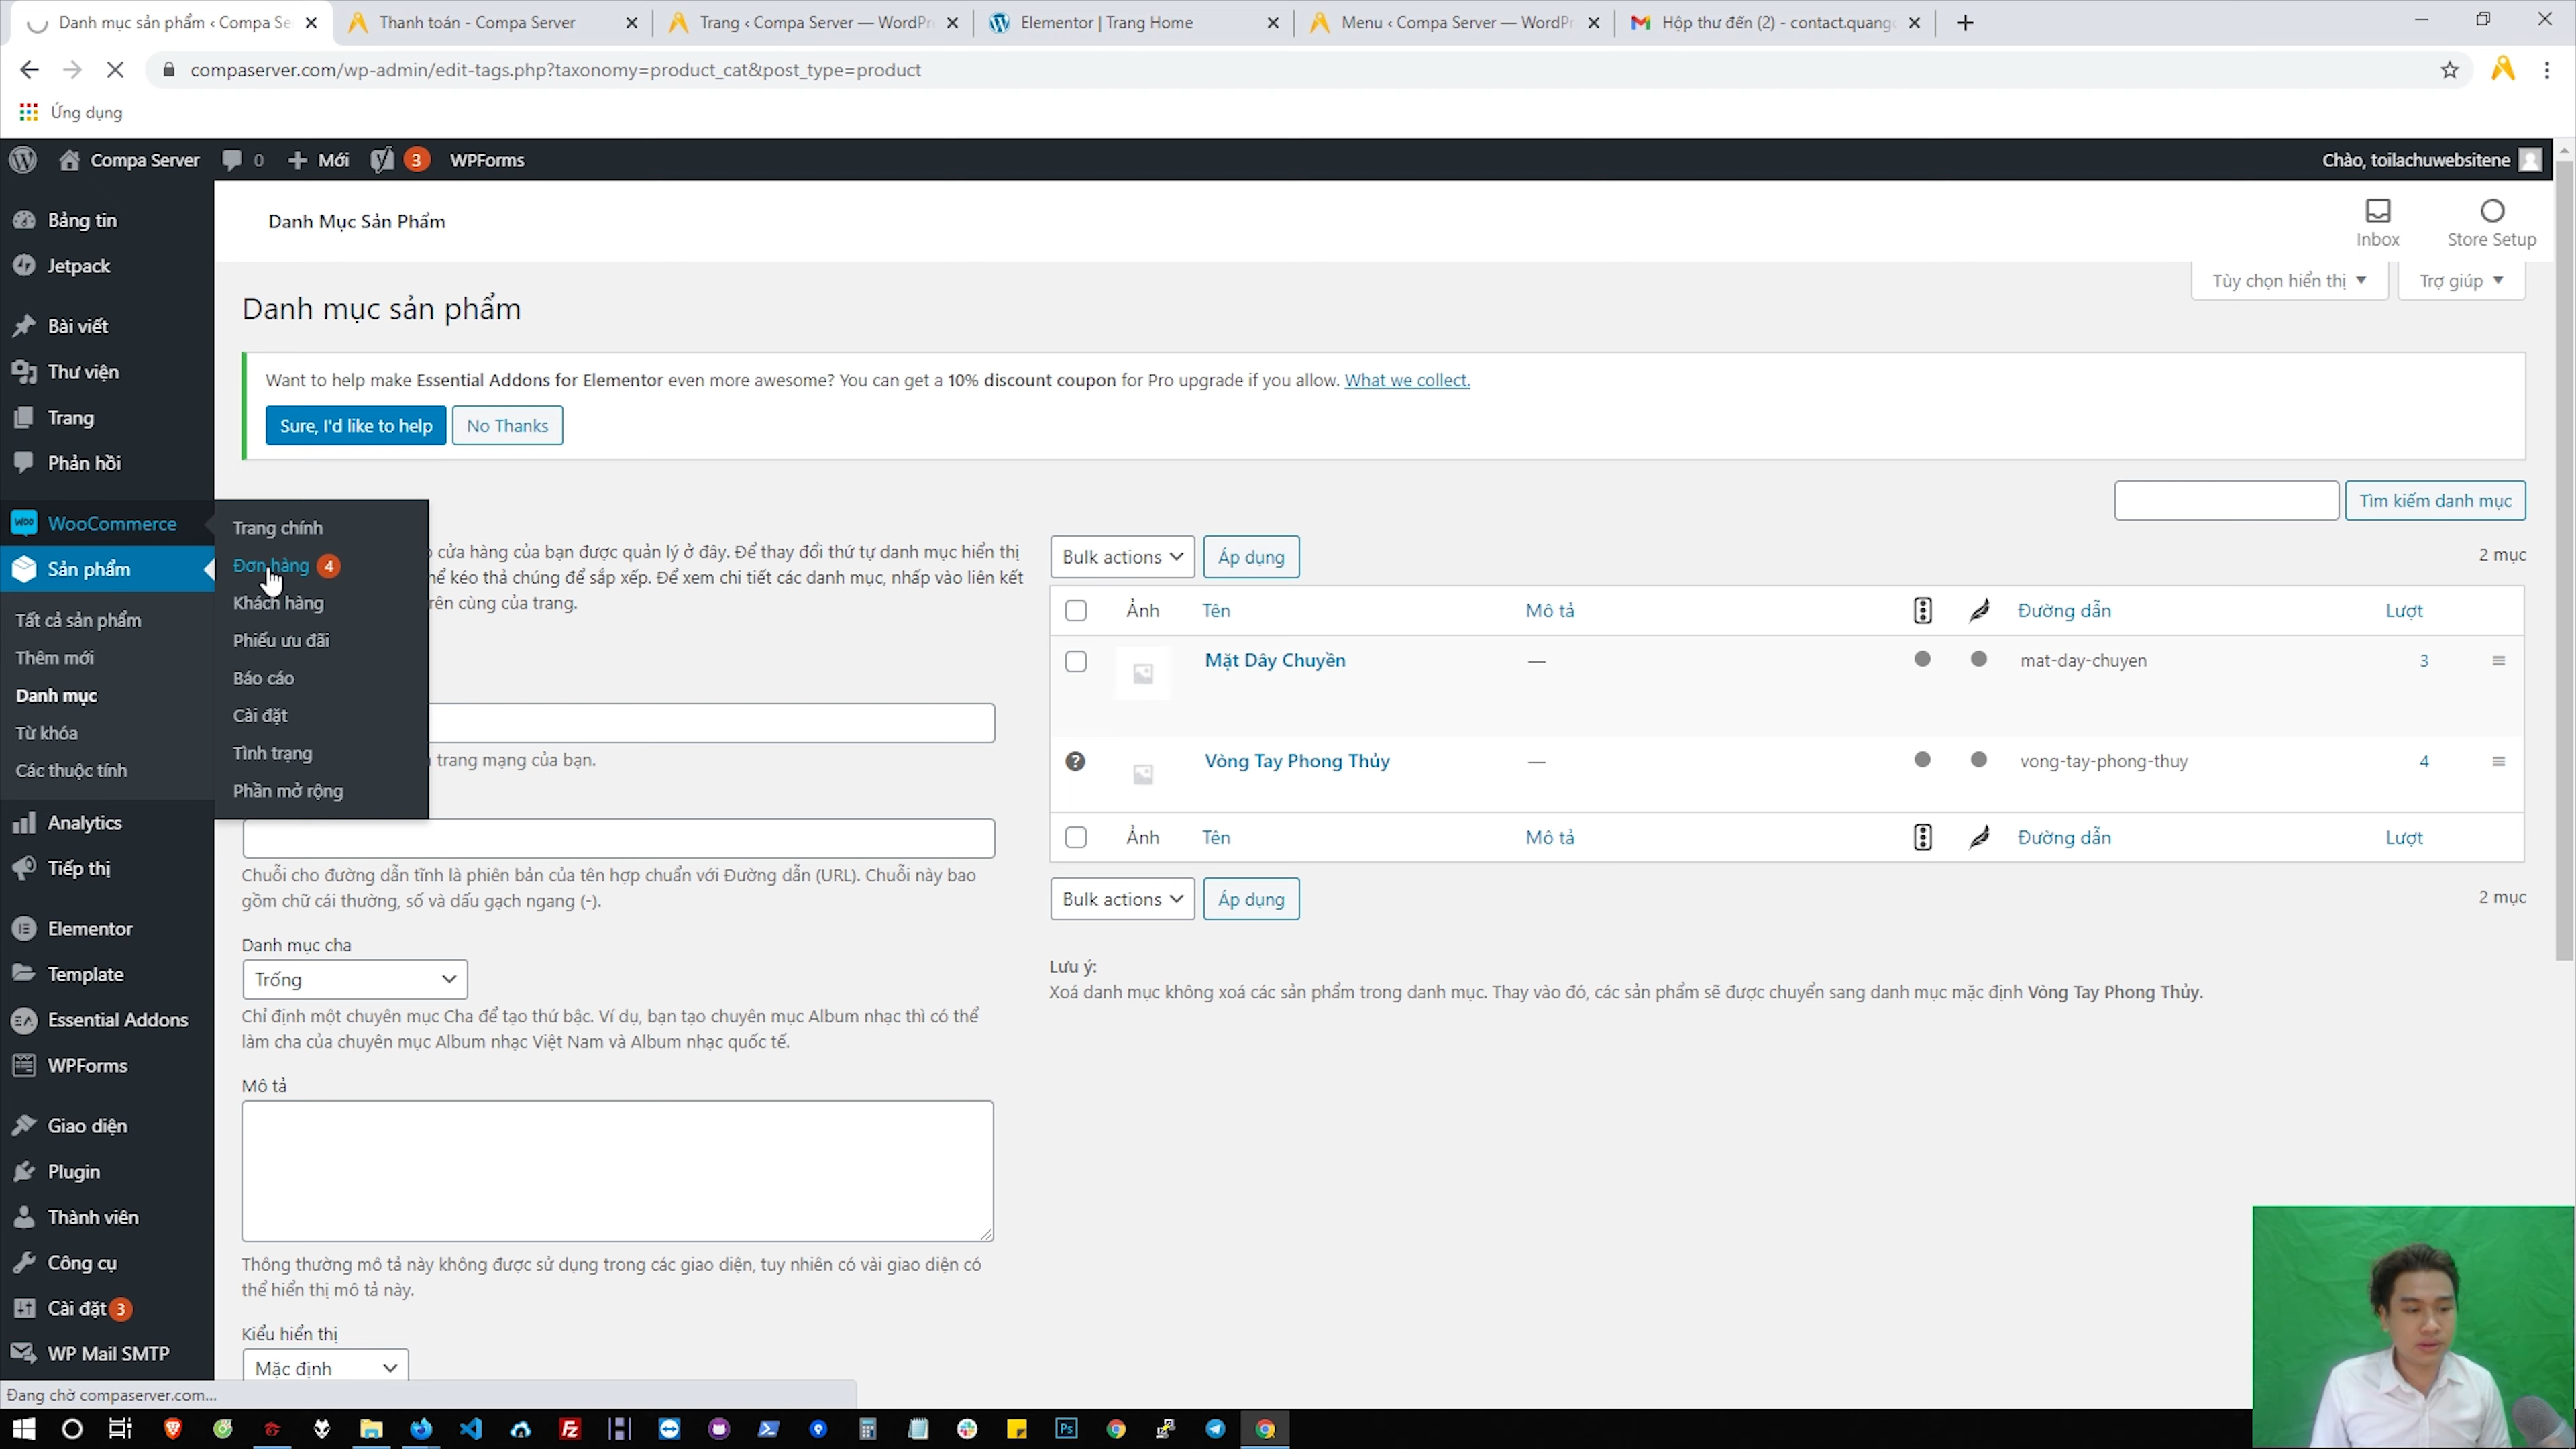 Danh mục sản phẩm ‹ Compa Se
Thanh toán - Compa Server
Trang ‹ Compa Server — WordPr
Elementor | Trang Home
Menu ‹ Compa Server — WordPr
Hộp thư đến (2) - contact.quang
compaserver.com/wp-admin/edit-tags.php?taxonomy=product_cat&post_type=product
Ứng dụng
Compa Server
0
Mới
3
WPForms
Chào, toilachuwebsitene
Bảng tin
Jetpack
Bài viết
Thư viện
Trang
Phản hồi
WooCommerce
Sản phẩm
Tất cả sản phẩm
Thêm mới
Danh mục
Từ khóa
Các thuộc tính
Analytics
Tiếp thị
Elementor
Template
Essential Addons
WPForms
Giao diện
Plugin
Thành viên
Công cụ
Cài đặt 3
WP Mail SMTP
Trang chính
Đơn hàng 4
Khách hàng
Phiếu ưu đãi
Báo cáo
Cài đặt
Tình trạng
Phần mở rộng
Danh Mục Sản Phẩm
Inbox
Store Setup
Tùy chọn hiển thị
Trợ giúp
Danh mục sản phẩm
Want to help make Essential Addons for Elementor even more awesome? You can get a 10% discount coupon for Pro upgrade if you allow. What we collect.
Sure, I'd like to help
No Thanks
Tìm kiếm danh mục
cửa hàng của bạn được quản lý ở đây. Để thay đổi thứ tự danh mục hiển thị
kéo thả chúng để sắp xếp. Để xem chi tiết các danh mục, nhấp vào liên kết
cùng của trang.
trang mạng của bạn.
Chuỗi cho đường dẫn tĩnh là phiên bản của tên hợp chuẩn với Đường dẫn (URL). Chuỗi này bao
gồm chữ cái thường, số và dấu gạch ngang (-).
Danh mục cha
Trống
Chỉ định một chuyên mục Cha để tạo thứ bậc. Ví dụ, bạn tạo chuyên mục Album nhạc thì có thể
làm cha của chuyên mục Album nhạc Việt Nam và Album nhạc quốc tế.
Mô tả
Thông thường mô tả này không được sử dụng trong các giao diện, tuy nhiên có vài giao diện có
thể hiển thị mô tả này.
Kiểu hiển thị
Mặc định
Bulk actions
Áp dụng
2 mục
Ảnh
Tên
Mô tả
Đường dẫn
Lượt
Mặt Dây Chuyền
—
mat-day-chuyen
3
Vòng Tay Phong Thủy
—
vong-tay-phong-thuy
4
Ảnh
Tên
Mô tả
Đường dẫn
Lượt
Bulk actions
Áp dụng
2 mục
Lưu ý:
Xoá danh mục không xoá các sản phẩm trong danh mục. Thay vào đó, các sản phẩm sẽ được chuyển sang danh mục mặc định Vòng Tay Phong Thủy.
Đang chờ compaserver.com...